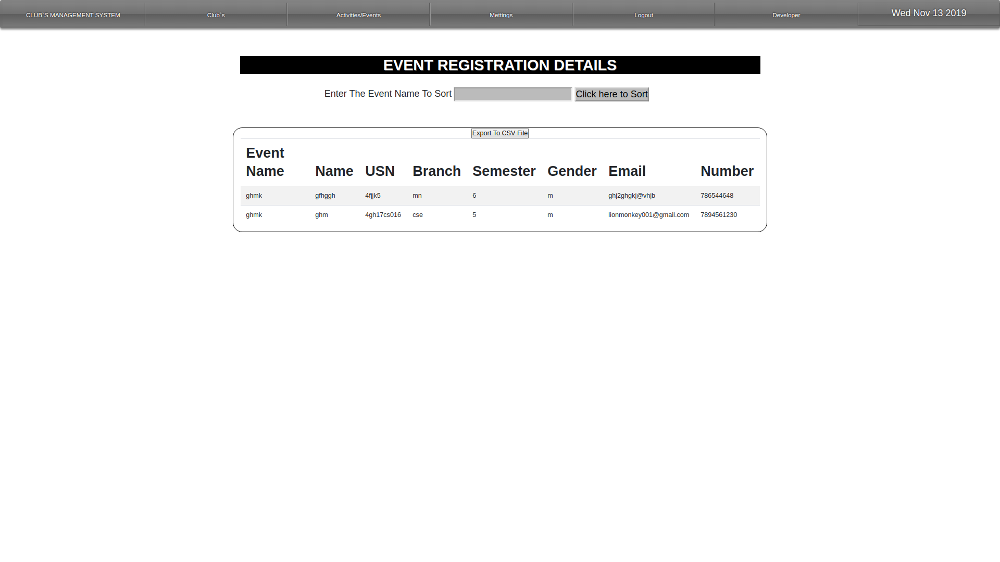 CLUB`S MANAGEMENT SYSTEM Club`s Activities/Events Mettings Logout Developer Wed Nov 13 2019
EVENT REGISTRATION DETAILS
Enter The Event Name To Sort Click here to Sort
Export To CSV File
Event
Name Name USN Branch Semester Gender Email Number
ghmk gfhggh 4fjjk5 mn 6 m ghj2ghgkj@vhjb 786544648
ghmk ghm 4gh17cs016 cse 5 m lionmonkey001@gmail.com 7894561230